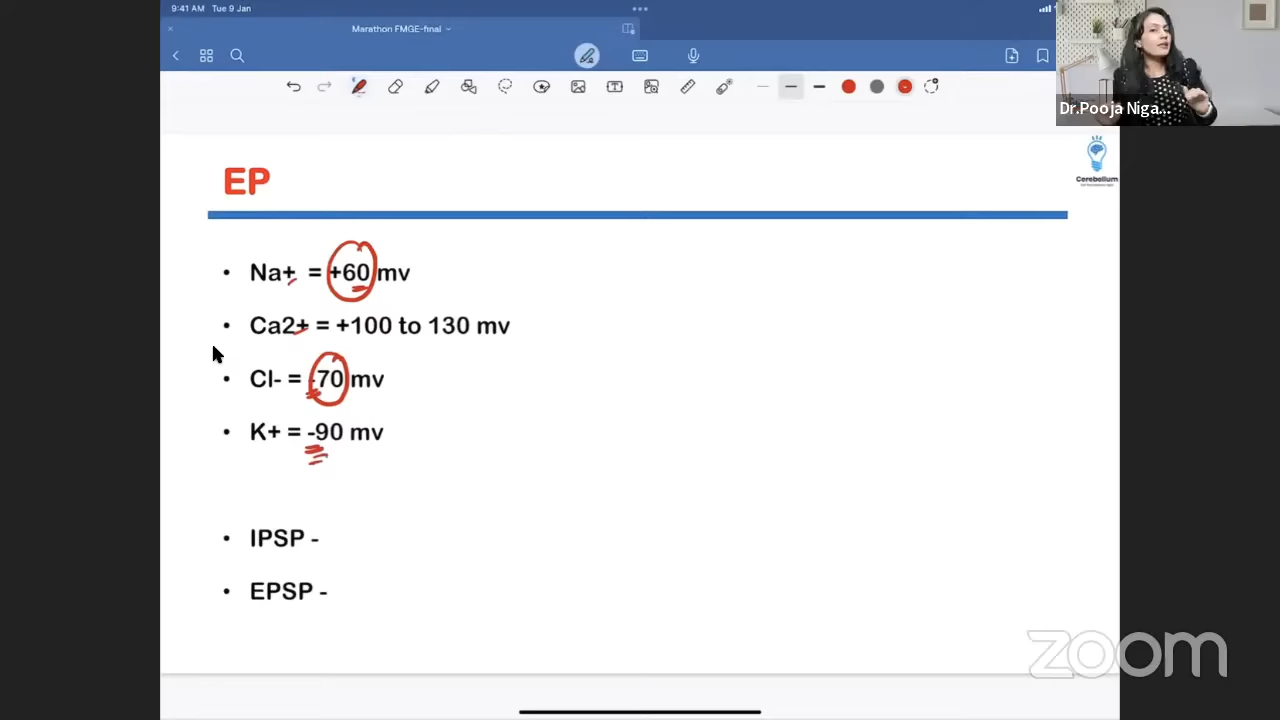 9:41 AM Tue 9 Jan
Marathon FMGE-final
Dr.Pooja Niga...
Cerebellum
EP
• Na+ = +60 mv
• Ca2+ = +100 to 130 mv
• Cl- = -70 mv
• K+ = -90 mv
• IPSP -
• EPSP -
zoom